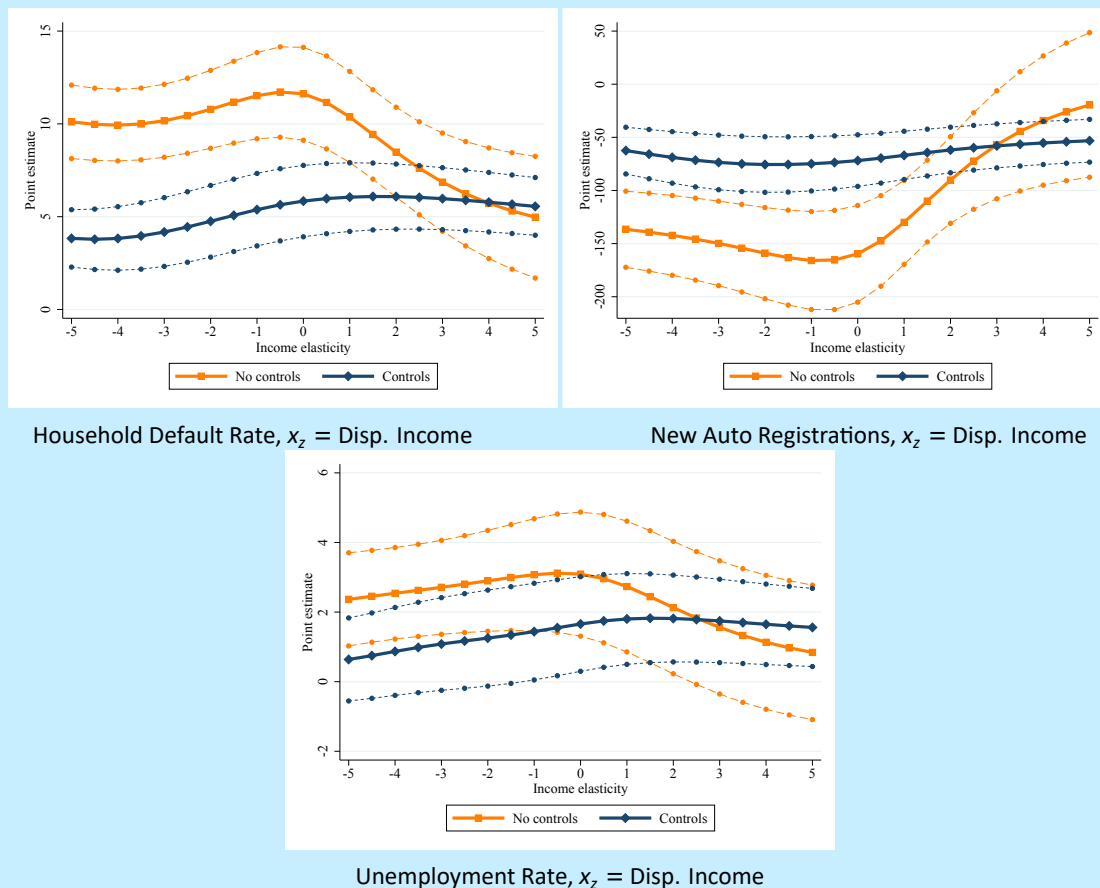 15
10
5
0
Point estimate
-5 -4 -3 -2 -1 0 1 2 3 4 5
Income elasticity
No controls Controls
50
0
-50
-100
-150
-200
Point estimate
-5 -4 -3 -2 -1 0 1 2 3 4 5
Income elasticity
No controls Controls
Household Default Rate, x_z = Disp. Income
New Auto Registrations, x_z = Disp. Income
6
4
2
0
-2
Point estimate
-5 -4 -3 -2 -1 0 1 2 3 4 5
Income elasticity
No controls Controls
Unemployment Rate, x_z = Disp. Income